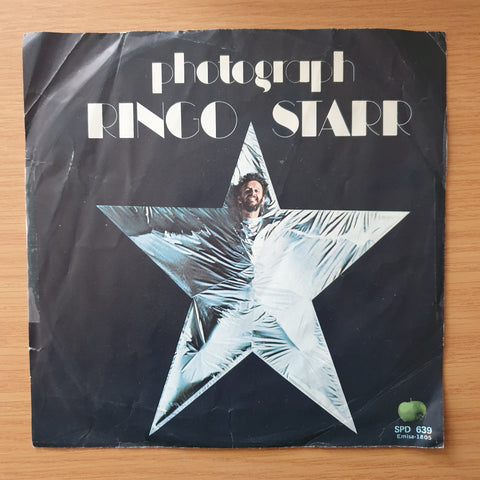 photograph
RINGO STARR
SPD 639
Emisa-1805